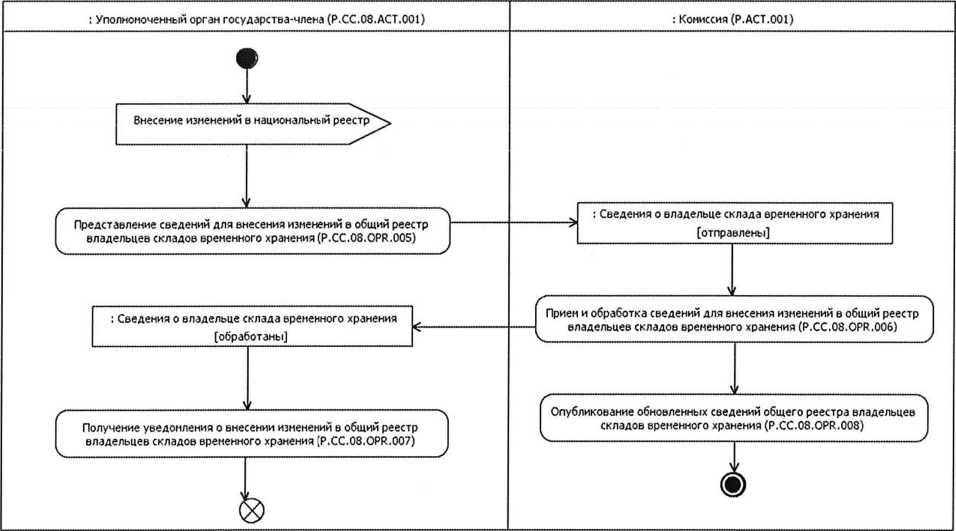 : Уполномоченный орган государства-члена (P.CC.08.ACT.001)
: Комиссия (P.ACT.001)
Внесение изменений в национальный реестр
Представление сведений для внесения изменений в общий реестр
владельцев складов временного хранения (P.CC.08.OPR.005)
: Сведения о владельце склада временного хранения
[отправлены]
Прием и обработка сведений для внесения изменений в общий реестр
владельцев складов временного хранения (P.CC.08.OPR.006)
: Сведения о владельце склада временного хранения
[обработаны]
Получение уведомления о внесении изменений в общий реестр
владельцев складов временного хранения (P.CC.08.OPR.007)
Опубликование обновленных сведений общего реестра владельцев
складов временного хранения (P.CC.08.OPR.008)